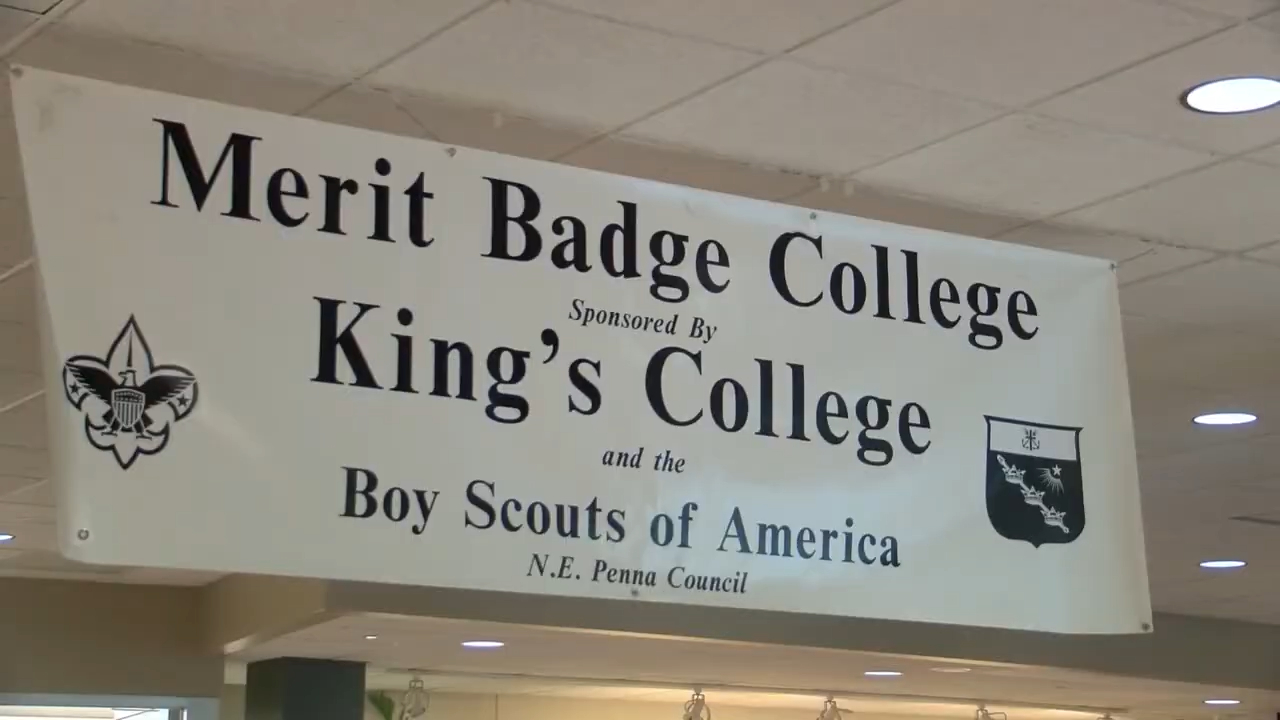 Merit Badge College
Sponsored By
King's College
and the
Boy Scouts of America
N.E. Penna Council